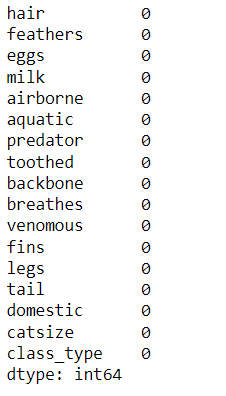 hair 0
feathers 0
eggs 0
milk 0
airborne 0
aquatic 0
predator 0
toothed 0
backbone 0
breathes 0
venomous 0
fins 0
legs 0
tail 0
domestic 0
catsize 0
class_type 0
dtype: int64